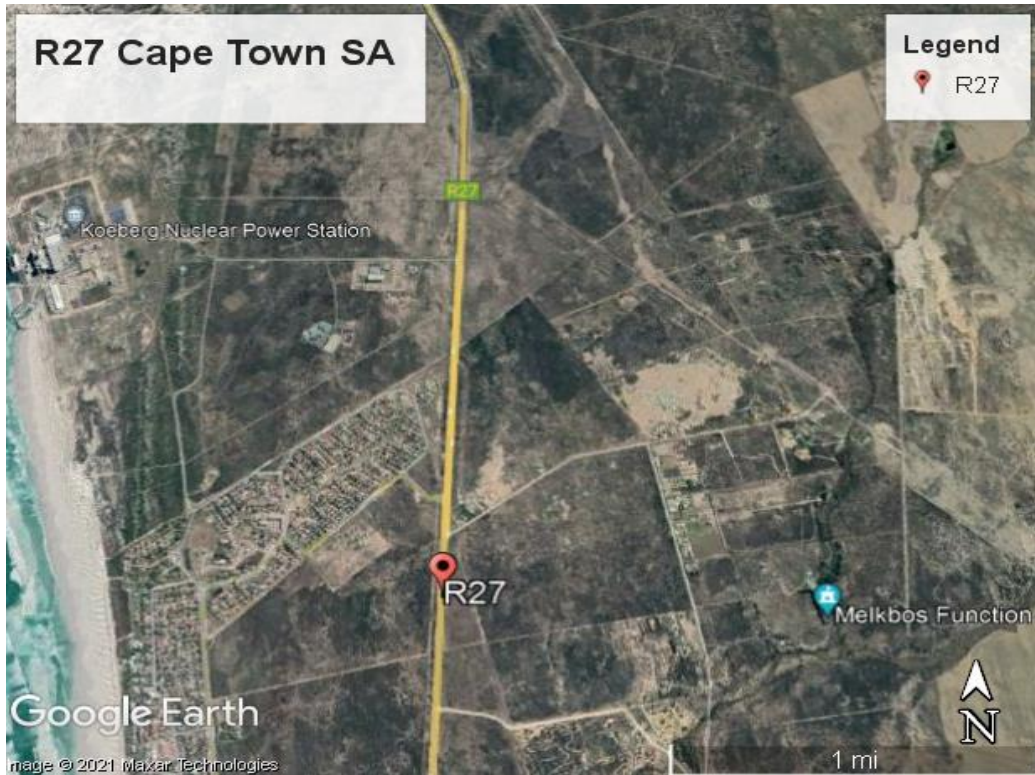 R27 Cape Town SA
Legend
R27
R27
Koeberg Nuclear Power Station
R27
Melkbos Function
N
Google Earth
1 mi
mage © 2021 Maxar Technologies